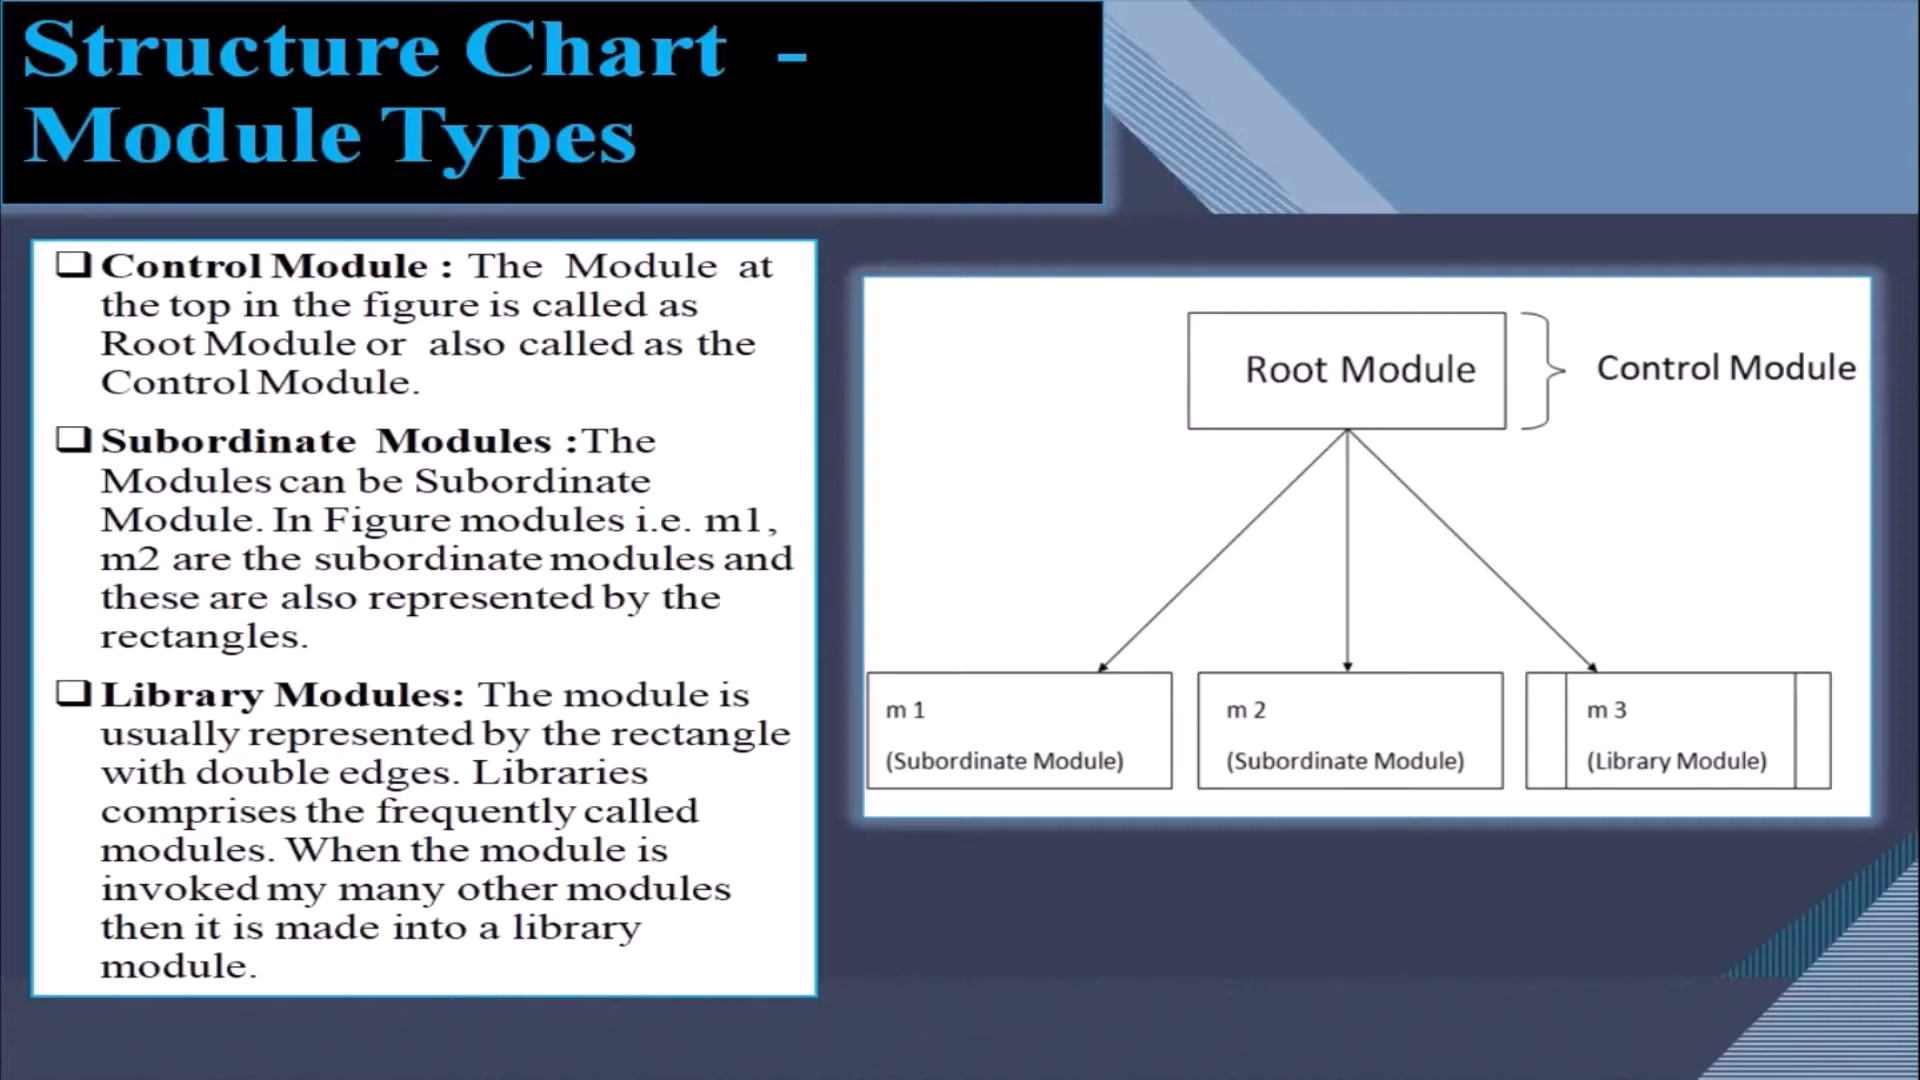 Structure Chart -
Module Types
Control Module : The Module at
the top in the figure is called as
Root Module or also called as the
Control Module.
Subordinate Modules :The
Modules can be Subordinate
Module. In Figure modules i.e. m1,
m2 are the subordinate modules and
these are also represented by the
rectangles.
Library Modules: The module is
usually represented by the rectangle
with double edges. Libraries
comprises the frequently called
modules. When the module is
invoked my many other modules
then it is made into a library
module.
Root Module
Control Module
m 1
(Subordinate Module)
m 2
(Subordinate Module)
m 3
(Library Module)